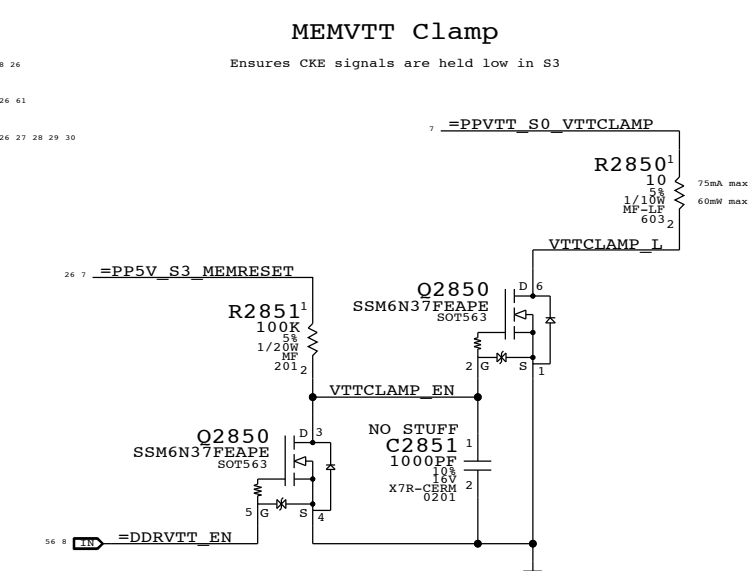 MEMVTT Clamp
8 26
Ensures CKE signals are held low in S3
26 61
7 =PPVTT_S0_VTTCLAMP
26 27 28 29 30
R2850 1
10
5%
1/10W
MF-LF
603 2
75mA max
60mW max
VTTCLAMP_L
26 7 =PP5V_S3_MEMRESET
Q2850
SSM6N37FEAPE
SOT563
D 6
2 G S 1
R2851 1
100K
5%
1/20W
MF
201 2
VTTCLAMP_EN
Q2850
SSM6N37FEAPE
SOT563
D 3
5 G S 4
NO STUFF
C2851 1
1000PF
10%
16V
X7R-CERM 2
0201
56 8 IN =DDRVTT_EN